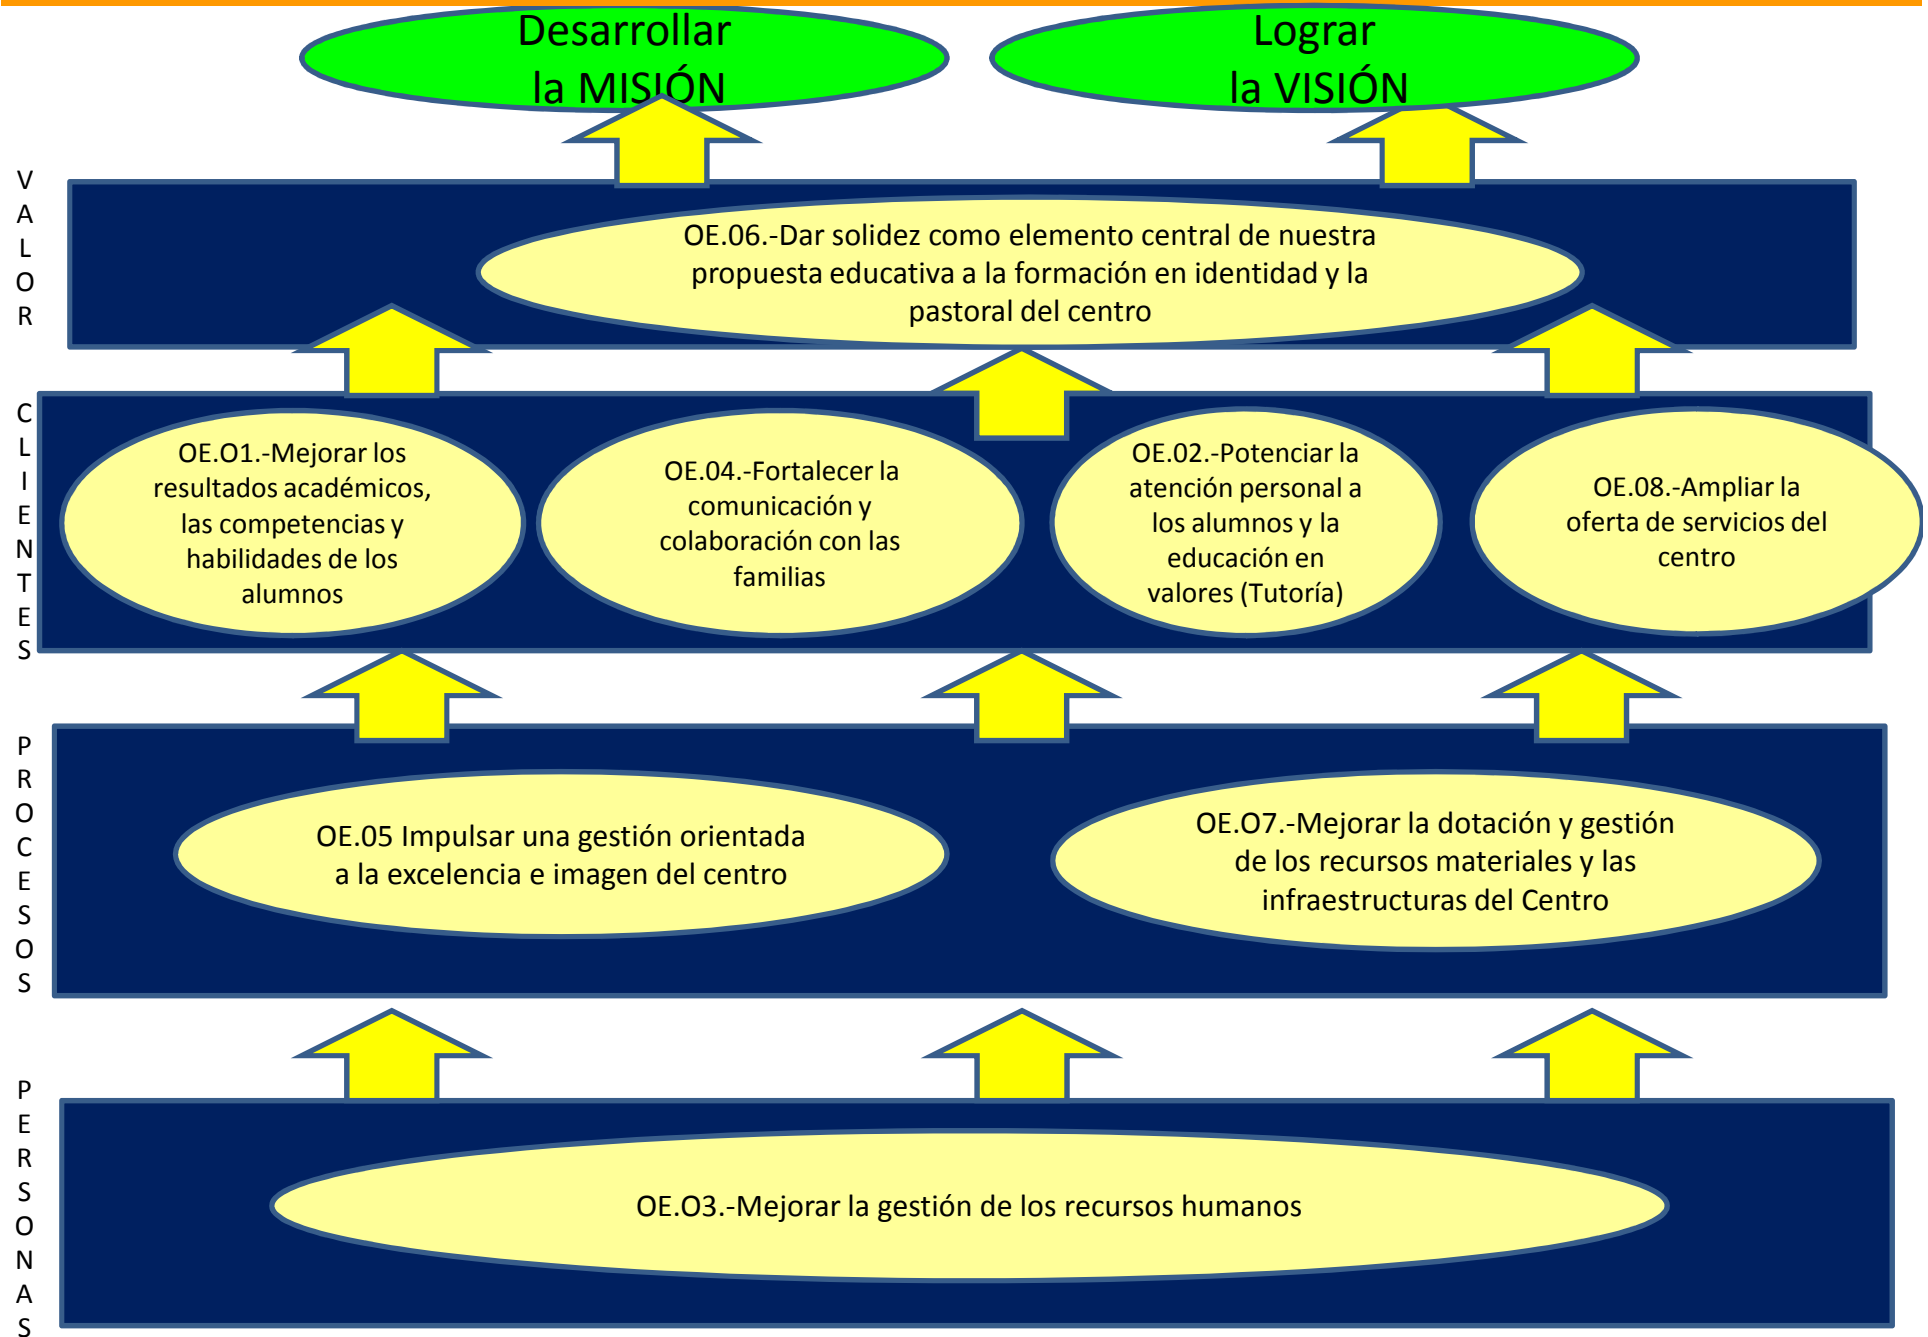 Desarrollar
la MISIÓN
Lograr
la VISIÓN
VALOR
OE.06.-Dar solidez como elemento central de nuestra
propuesta educativa a la formación en identidad y la
pastoral del centro
CLIENTES
OE.O1.-Mejorar los
resultados académicos,
las competencias y
habilidades de los
alumnos
OE.04.-Fortalecer la
comunicación y
colaboración con las
familias
OE.02.-Potenciar la
atención personal a
los alumnos y la
educación en
valores (Tutoría)
OE.08.-Ampliar la
oferta de servicios del
centro
PROCESOS
OE.05 Impulsar una gestión orientada
a la excelencia e imagen del centro
OE.O7.-Mejorar la dotación y gestión
de los recursos materiales y las
infraestructuras del Centro
PERSONAS
OE.O3.-Mejorar la gestión de los recursos humanos